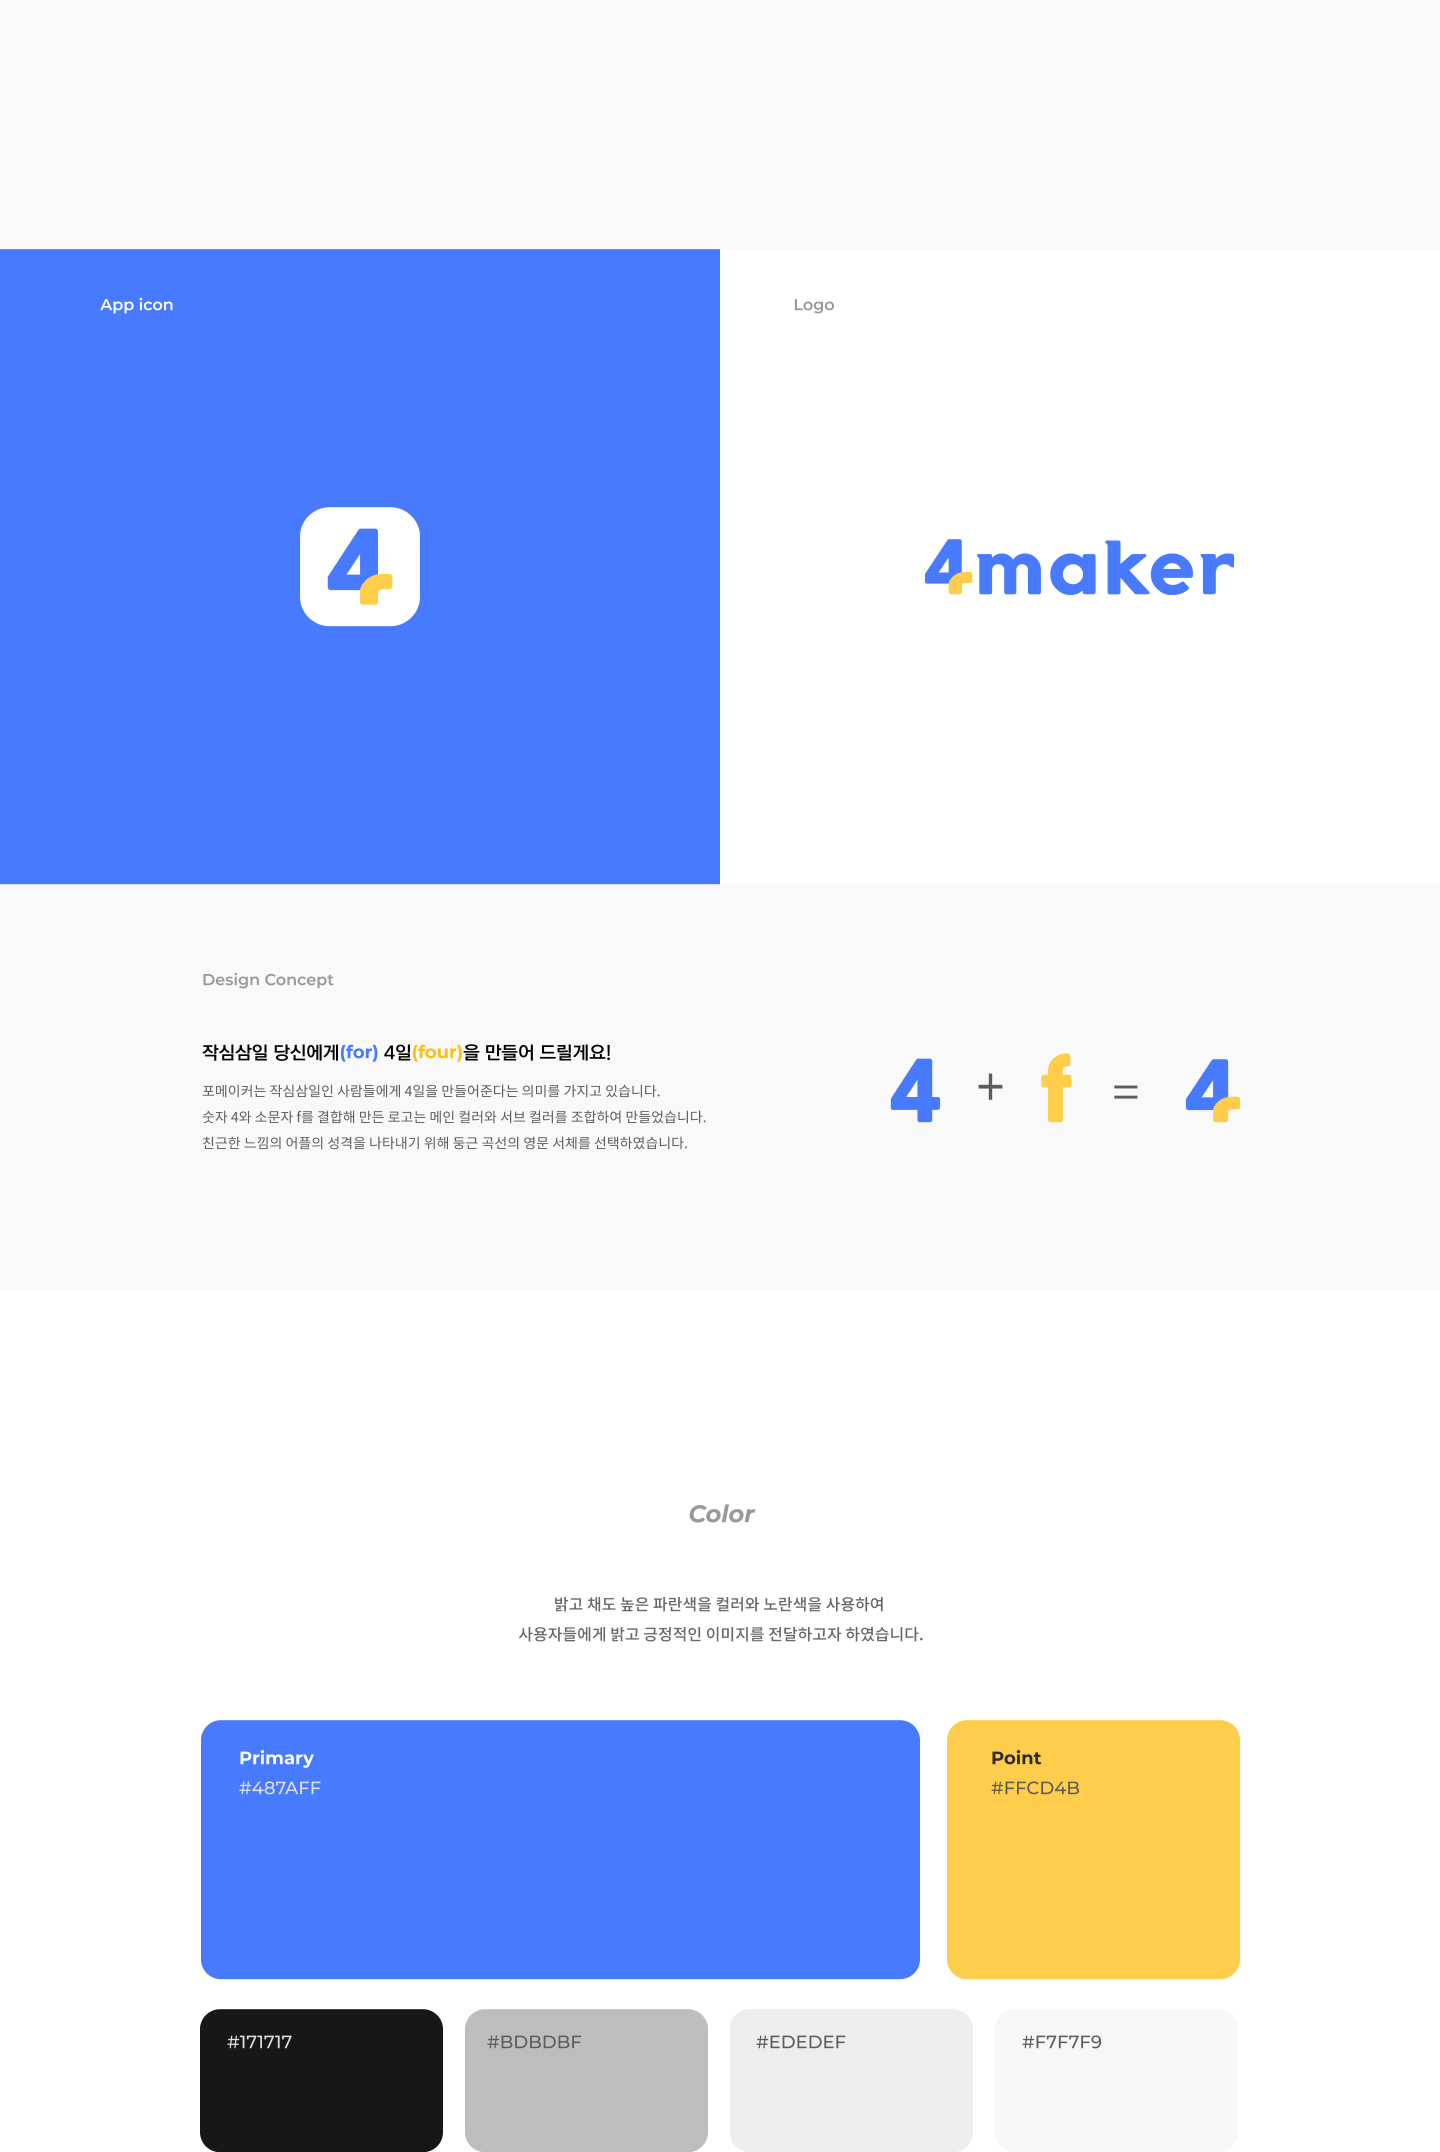 App icon
Logo
4
4maker
Design Concept
작심삼일 당신에게(for) 4일(four)을 만들어 드릴게요!
포메이커는 작심삼일인 사람들에게 4일을 만들어준다는 의미를 가지고 있습니다.
숫자 4와 소문자 f를 결합해 만든 로고는 메인 컬러와 서브 컬러를 조합하여 만들었습니다.
친근한 느낌의 어플의 성격을 나타내기 위해 둥근 곡선의 영문 서체를 선택하였습니다.
4 + f = 4
Color
밝고 채도 높은 파란색을 컬러와 노란색을 사용하여
사용자들에게 밝고 긍정적인 이미지를 전달하고자 하였습니다.
Primary
#487AFF
Point
#FFCD4B
#171717
#BDBDBF
#EDEDEF
#F7F7F9